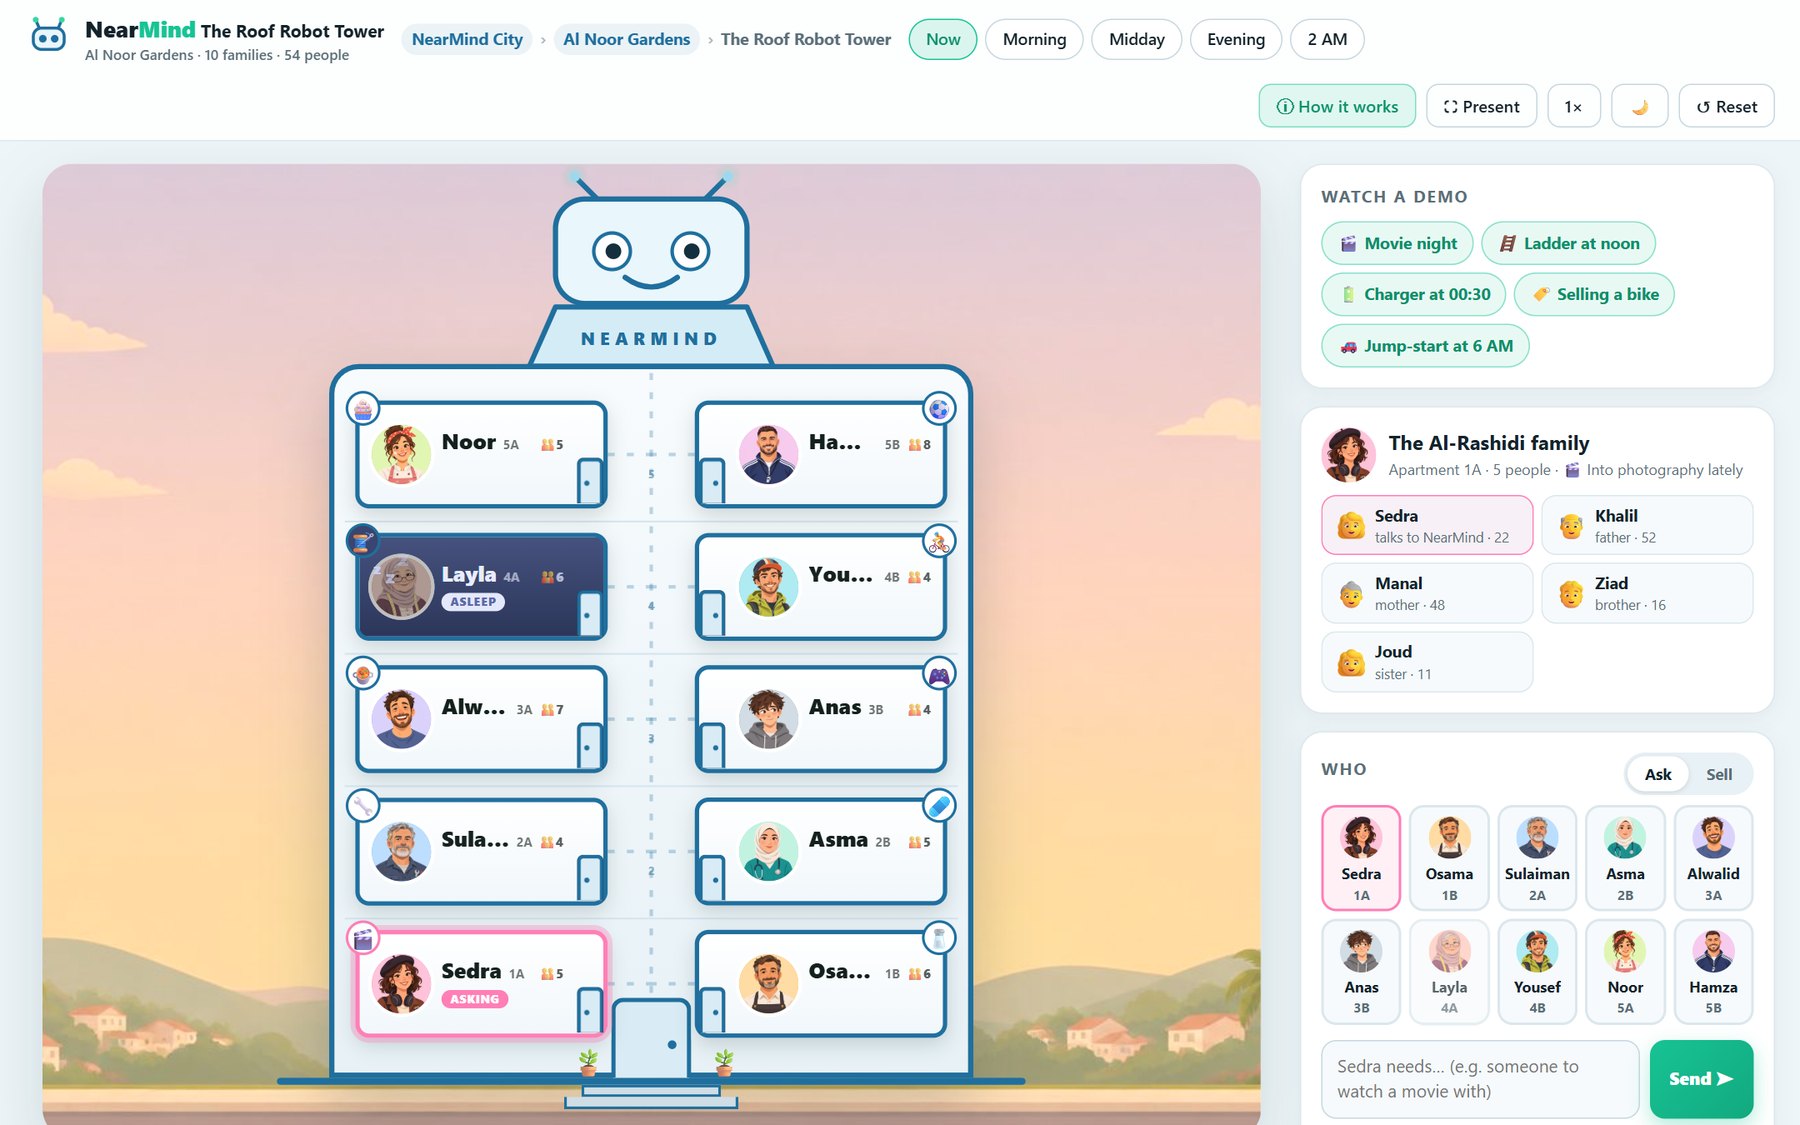 NearMind The Roof Robot Tower
Al Noor Gardens · 10 families · 54 people
NearMind City › Al Noor Gardens › The Roof Robot Tower
Now Morning Midday Evening 2 AM
ⓘ How it works
Present
1×
↺ Reset
NEARMIND
Noor 5A 5
Ha... 5B 8
5
Layla 4A 6
ASLEEP
You... 4B 4
4
Alw... 3A 7
Anas 3B 4
3
Sula... 2A 4
Asma 2B 5
2
Sedra 1A 5
ASKING
Osa... 1B 6
WATCH A DEMO
Movie night
Ladder at noon
Charger at 00:30
Selling a bike
Jump-start at 6 AM
The Al-Rashidi family
Apartment 1A · 5 people · Into photography lately
Sedra
talks to NearMind · 22
Khalil
father · 52
Manal
mother · 48
Ziad
brother · 16
Joud
sister · 11
WHO
Ask Sell
Sedra
1A
Osama
1B
Sulaiman
2A
Asma
2B
Alwalid
3A
Anas
3B
Layla
4A
Yousef
4B
Noor
5A
Hamza
5B
Sedra needs... (e.g. someone to
watch a movie with)
Send ➤